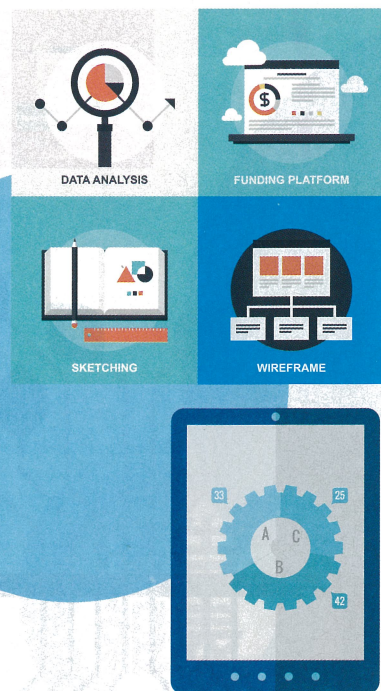 $
DATA ANALYSIS
FUNDING PLATFORM
SKETCHING
WIREFRAME
33
25
A
C
B
42